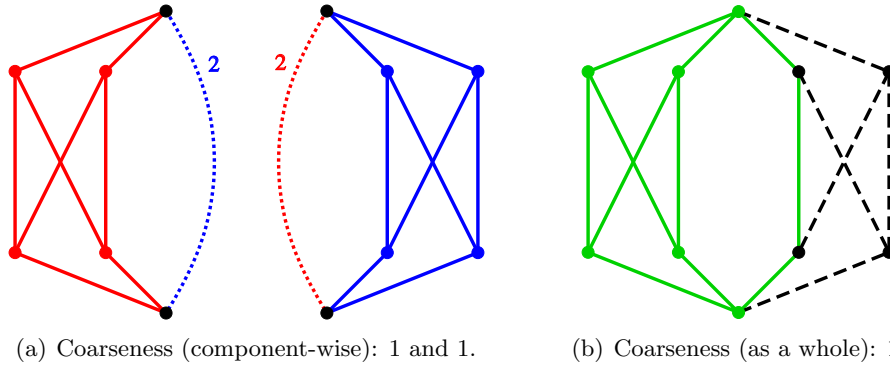 2
2
(a) Coarseness (component-wise): 1 and 1.
(b) Coarseness (as a whole):